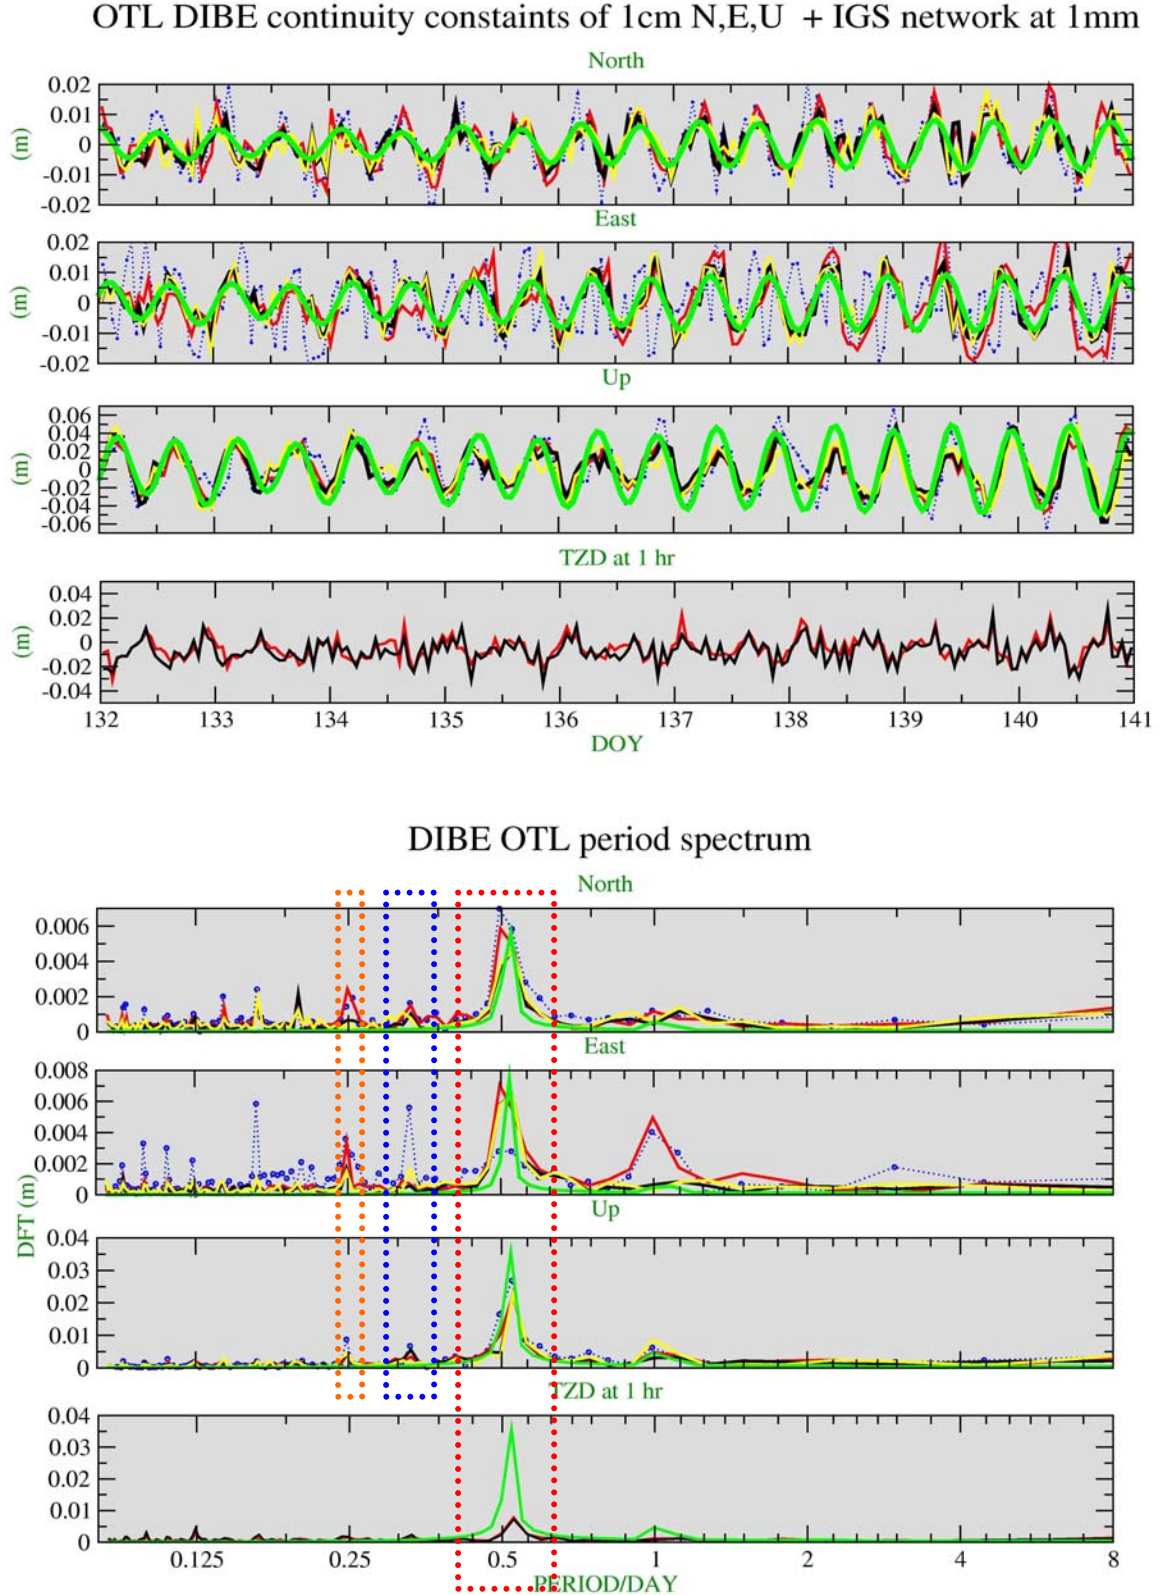 OTL DIBE continuity constaints of 1cm N,E,U + IGS network at 1mm
North
0.02
0.01
0
-0.01
-0.02
(m)
East
0.02
0.01
0
-0.01
-0.02
(m)
Up
0.06
0.04
0.02
0
-0.02
-0.04
-0.06
(m)
TZD at 1 hr
0.04
0.02
0
-0.02
-0.04
(m)
132 133 134 135 136 137 138 139 140 141
DOY
DIBE OTL period spectrum
North
0.006
0.004
0.002
0
East
0.008
0.006
0.004
0.002
0
DFT (m)
Up
0.04
0.03
0.02
0.01
0
TZD at 1 hr
0.04
0.03
0.02
0.01
0
0.125 0.25 0.5 1 2 4 8
PERIOD/DAY